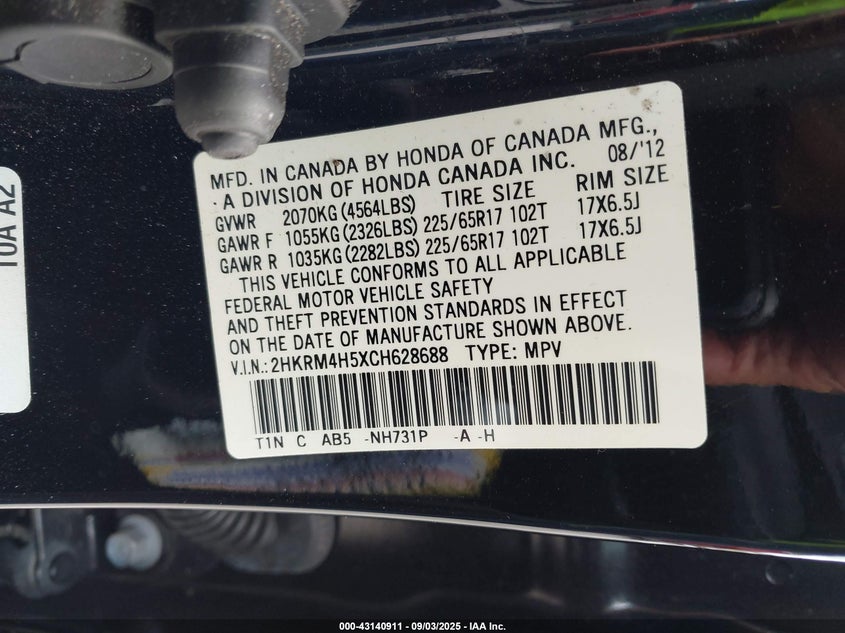 MFD. IN CANADA BY HONDA OF CANADA MFG.,
A DIVISION OF HONDA CANADA INC. 08/'12
GVWR 2070KG (4564LBS) TIRE SIZE RIM SIZE
GAWR F 1055KG (2326LBS) 225/65R17 102T 17X6.5J
GAWR R 1035KG (2282LBS) 225/65R17 102T 17X6.5J
THIS VEHICLE CONFORMS TO ALL APPLICABLE
FEDERAL MOTOR VEHICLE SAFETY
AND THEFT PREVENTION STANDARDS IN EFFECT
ON THE DATE OF MANUFACTURE SHOWN ABOVE.
V.I.N.: 2HKRM4H5XCH628688 TYPE: MPV
T1N C AB5 -NH731P -A -H
A2
000-43140911 - 09/03/2025 - IAA Inc.